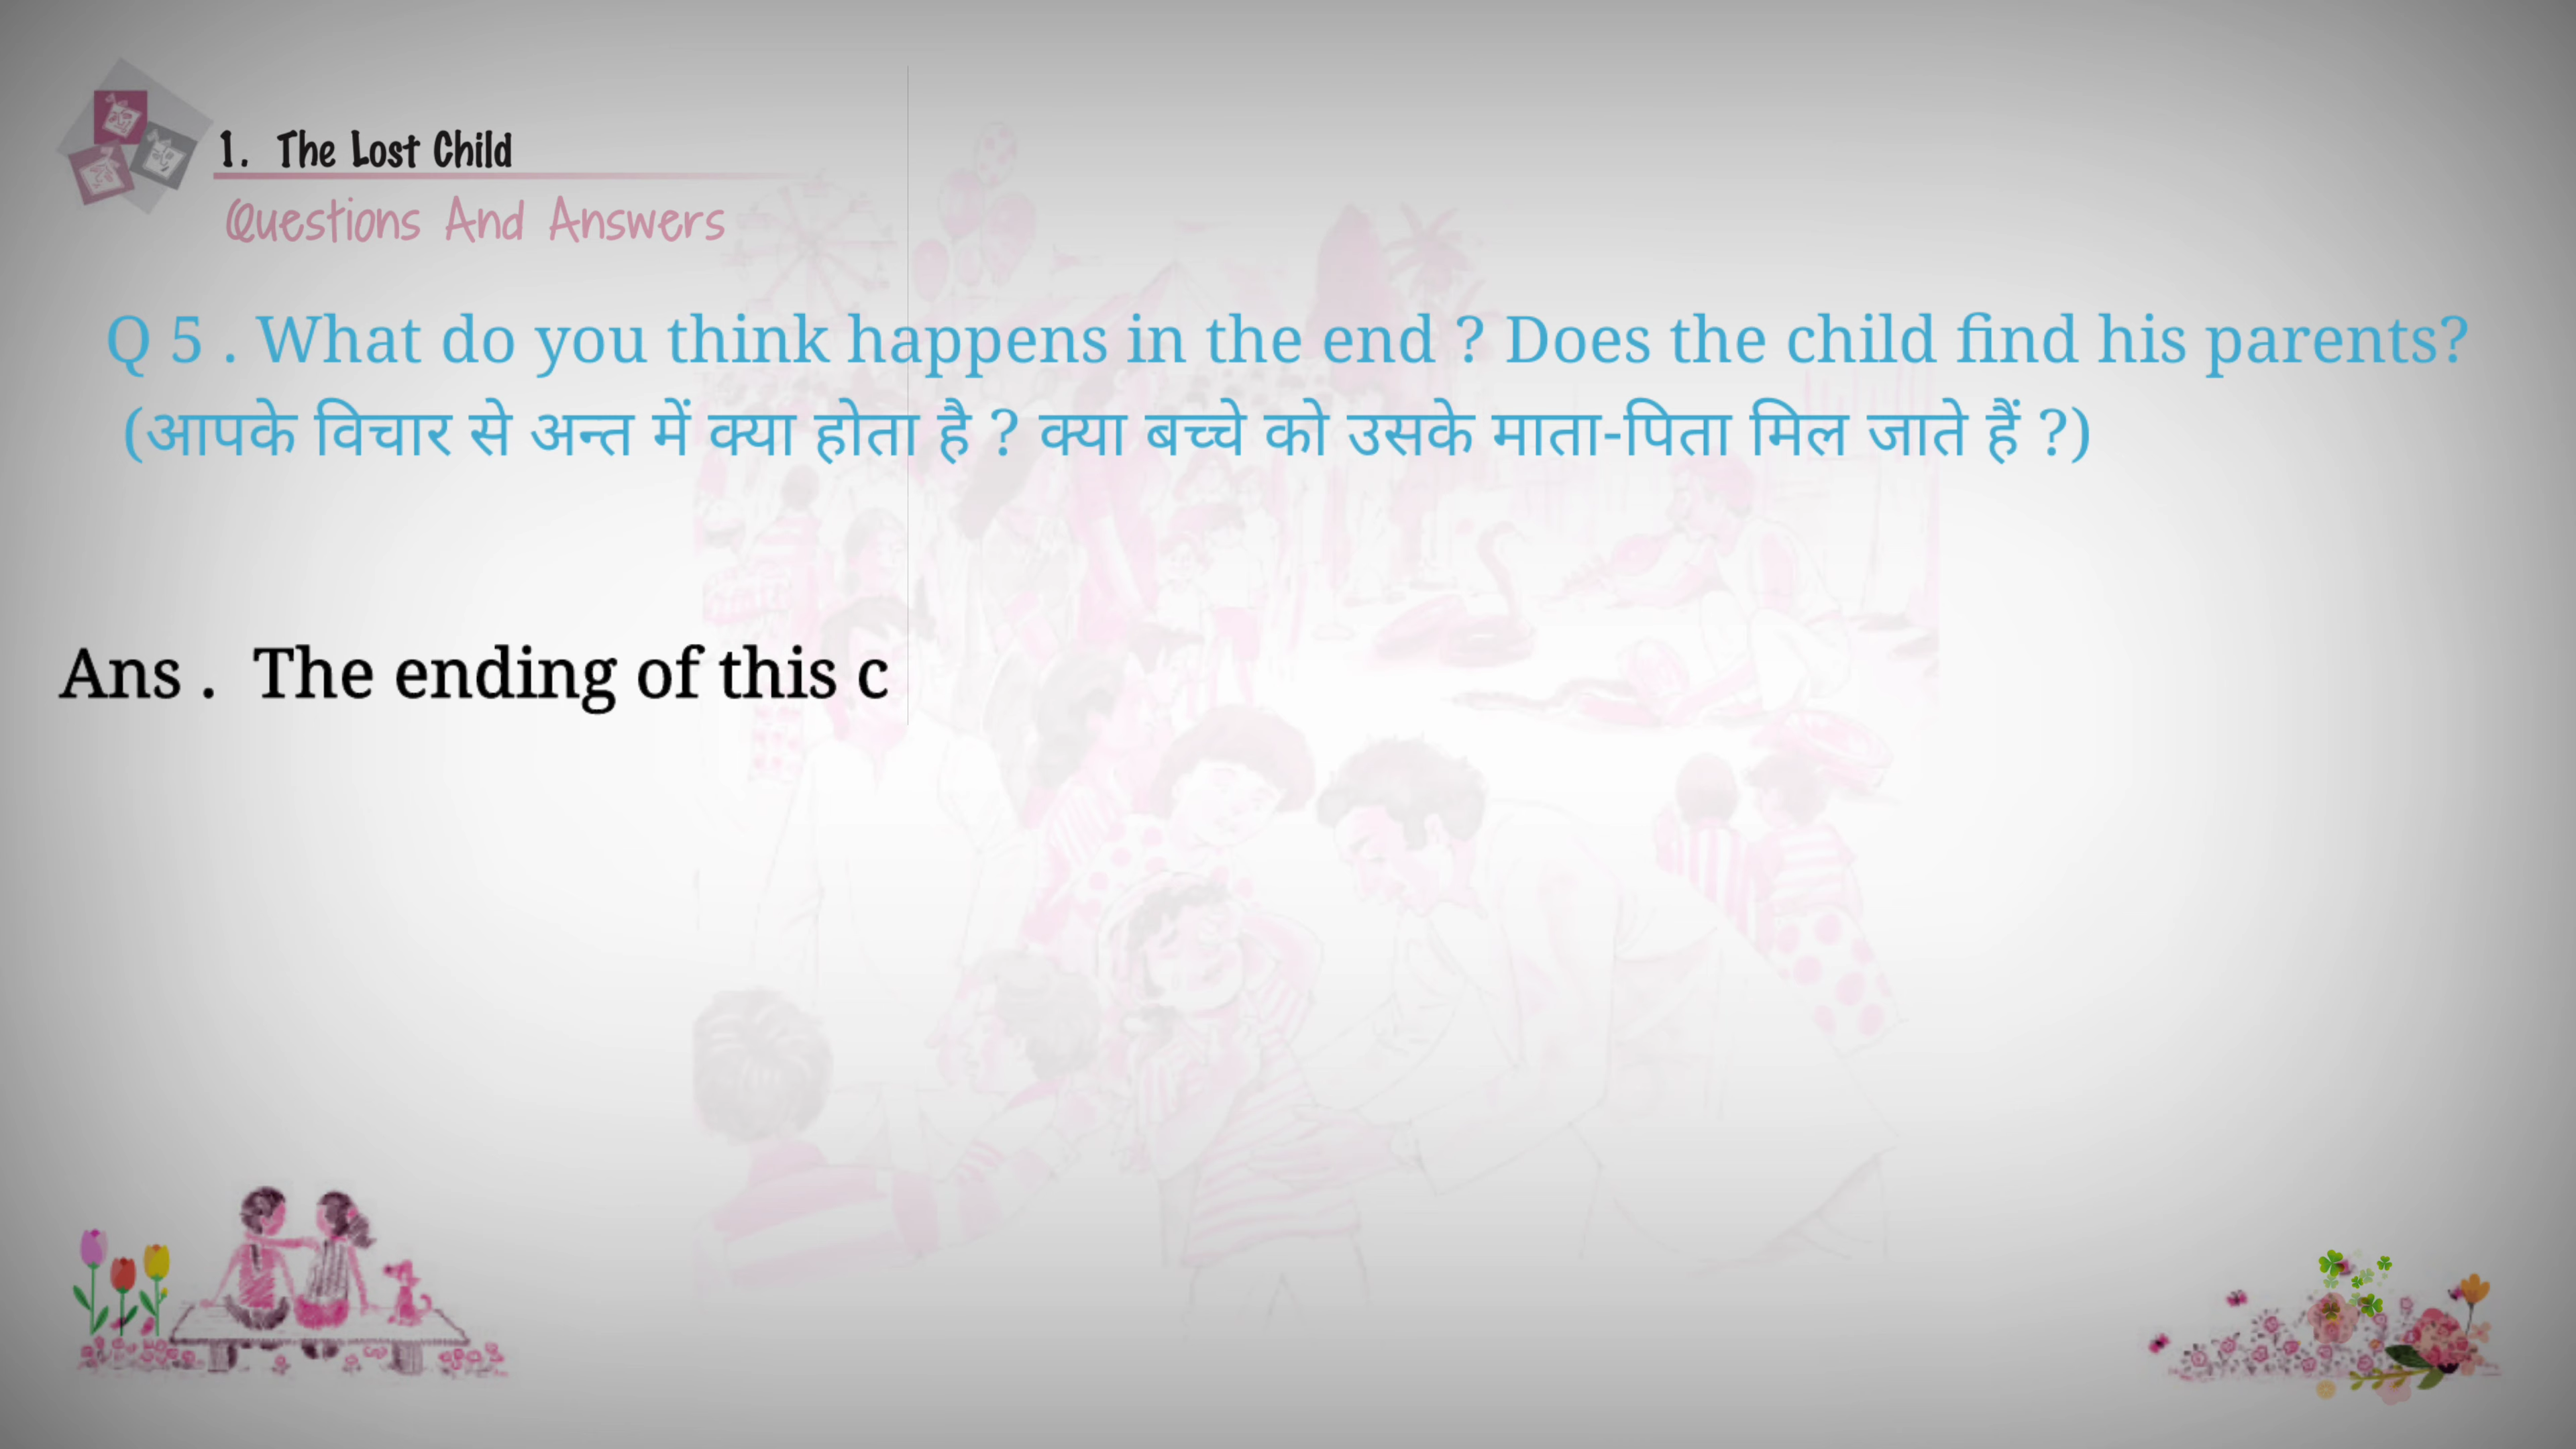 1. The Lost Child
Questions And Answers
Q 5 . What do you think happens in the end ? Does the child find his parents?
(आपके विचार से अन्त में क्या होता है ? क्या बच्चे को उसके माता-पिता मिल जाते हैं ?)
Ans . The ending of this c